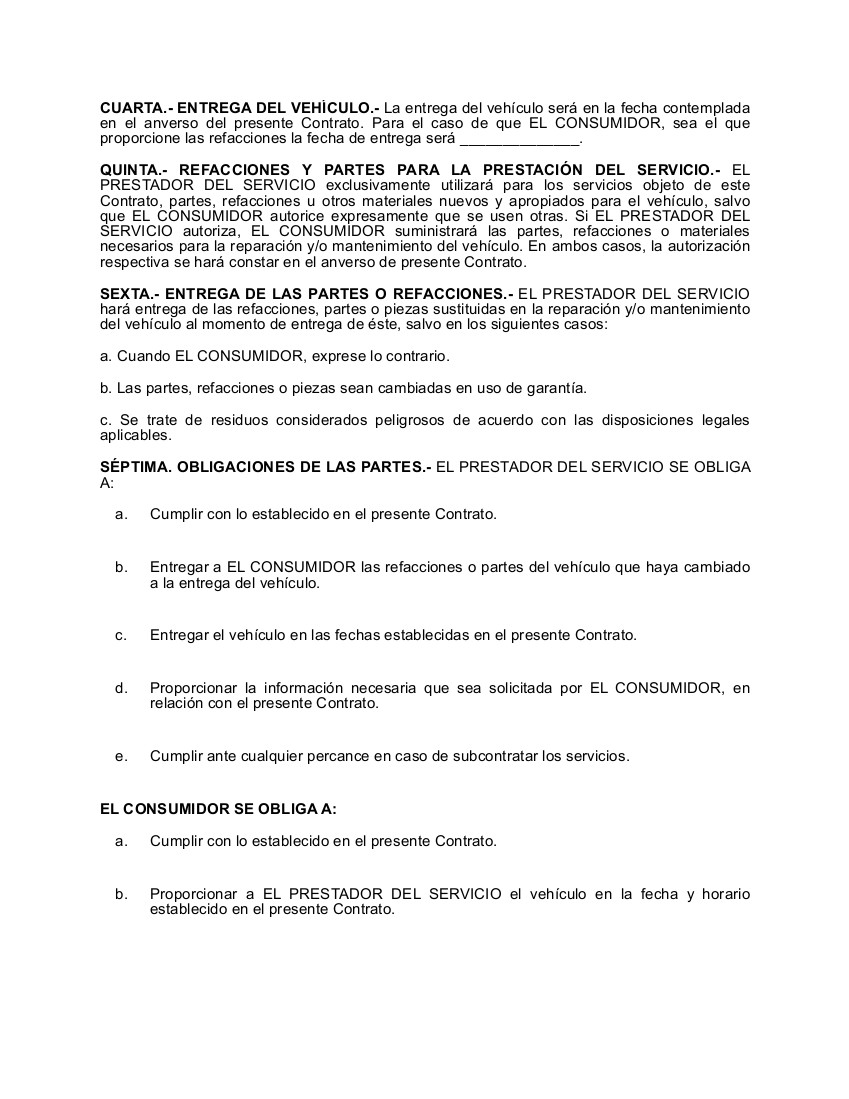 CUARTA.- ENTREGA DEL VEHÍCULO.- La entrega del vehículo será en la fecha contemplada
en el anverso del presente Contrato. Para el caso de que EL CONSUMIDOR, sea el que
proporcione las refacciones la fecha de entrega será ______________.
QUINTA.- REFACCIONES Y PARTES PARA LA PRESTACIÓN DEL SERVICIO.- EL
PRESTADOR DEL SERVICIO exclusivamente utilizará para los servicios objeto de este
Contrato, partes, refacciones u otros materiales nuevos y apropiados para el vehículo, salvo
que EL CONSUMIDOR autorice expresamente que se usen otras. Si EL PRESTADOR DEL
SERVICIO autoriza, EL CONSUMIDOR suministrará las partes, refacciones o materiales
necesarios para la reparación y/o mantenimiento del vehículo. En ambos casos, la autorización
respectiva se hará constar en el anverso de presente Contrato.
SEXTA.- ENTREGA DE LAS PARTES O REFACCIONES.- EL PRESTADOR DEL SERVICIO
hará entrega de las refacciones, partes o piezas sustituidas en la reparación y/o mantenimiento
del vehículo al momento de entrega de éste, salvo en los siguientes casos:
a. Cuando EL CONSUMIDOR, exprese lo contrario.
b. Las partes, refacciones o piezas sean cambiadas en uso de garantía.
c. Se trate de residuos considerados peligrosos de acuerdo con las disposiciones legales
aplicables.
SÉPTIMA. OBLIGACIONES DE LAS PARTES.- EL PRESTADOR DEL SERVICIO SE OBLIGA
A:
a. Cumplir con lo establecido en el presente Contrato.
b. Entregar a EL CONSUMIDOR las refacciones o partes del vehículo que haya cambiado
a la entrega del vehículo.
c. Entregar el vehículo en las fechas establecidas en el presente Contrato.
d. Proporcionar la información necesaria que sea solicitada por EL CONSUMIDOR, en
relación con el presente Contrato.
e. Cumplir ante cualquier percance en caso de subcontratar los servicios.
EL CONSUMIDOR SE OBLIGA A:
a. Cumplir con lo establecido en el presente Contrato.
b. Proporcionar a EL PRESTADOR DEL SERVICIO el vehículo en la fecha y horario
establecido en el presente Contrato.